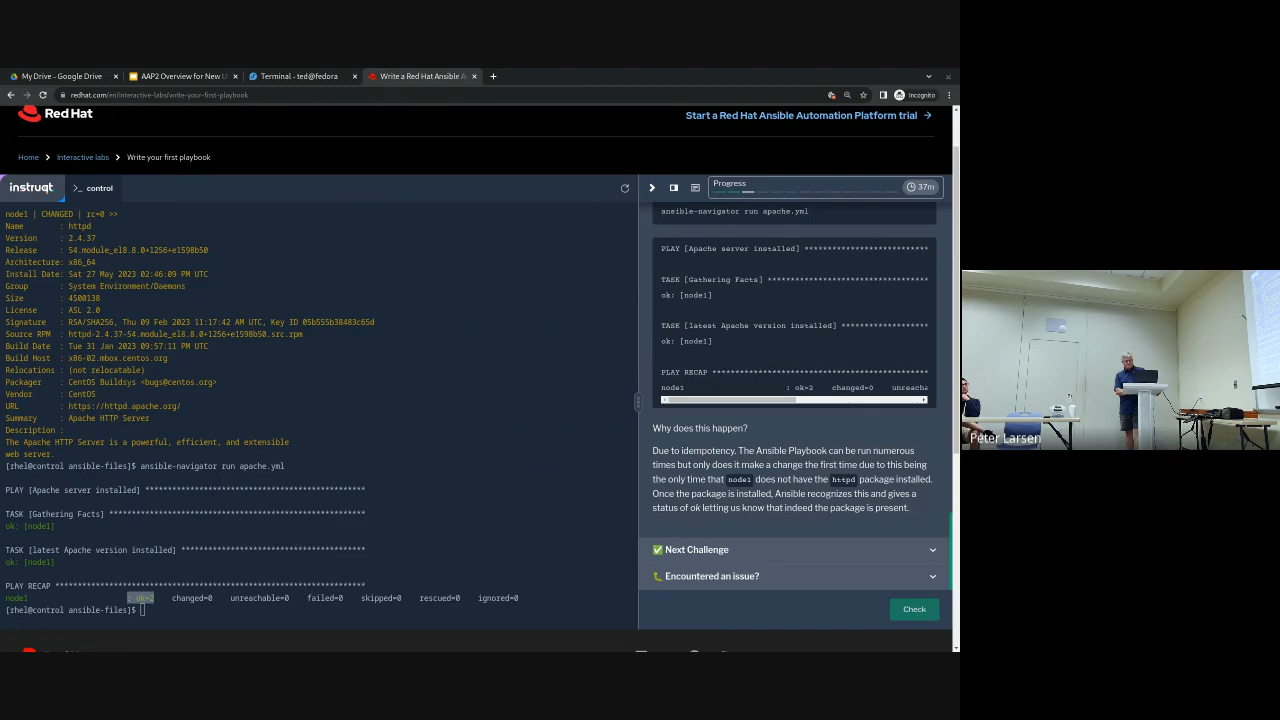 My Drive - Google Drive
AAP2 Overview for New U
Terminal - ted@fedora
Write a Red Hat Ansible A
redhat.com/en/interactive-labs/write-your-first-playbook
Incognito
Red Hat
Start a Red Hat Ansible Automation Platform trial
Home
Interactive labs
Write your first playbook
instruqt
control
node1 | CHANGED | rc=0 >>
Name        : httpd
Version     : 2.4.37
Release     : 54.module_el8.8.0+1256+e1598b50
Architecture: x86_64
Install Date: Sat 27 May 2023 02:46:09 PM UTC
Group       : System Environment/Daemons
Size        : 4500138
License     : ASL 2.0
Signature   : RSA/SHA256, Thu 09 Feb 2023 11:17:42 AM UTC, Key ID 05b555b38483c65d
Source RPM  : httpd-2.4.37-54.module_el8.8.0+1256+e1598b50.src.rpm
Build Date  : Tue 31 Jan 2023 09:57:11 PM UTC
Build Host  : x86-02.mbox.centos.org
Relocations : (not relocatable)
Packager    : CentOS Buildsys <bugs@centos.org>
Vendor      : CentOS
URL         : https://httpd.apache.org/
Summary     : Apache HTTP Server
Description :
The Apache HTTP Server is a powerful, efficient, and extensible
web server.
[rhel@control ansible-files]$ ansible-navigator run apache.yml
PLAY [Apache server installed] **************************************
TASK [Gathering Facts] ********************************************
ok: [node1]
TASK [latest Apache version installed] *******************************
ok: [node1]
PLAY RECAP ****************************************************
node1                    : ok=2    changed=0    unreachable=0    failed=0    skipped=0    rescued=0    ignored=0
[rhel@control ansible-files]$
Progress
37m
ansible-navigator run apache.yml
PLAY [Apache server installed] **************************
TASK [Gathering Facts] ********************************
ok: [node1]
TASK [latest Apache version installed] ******************
ok: [node1]
PLAY RECAP *****************************************
node1                      : ok=2    changed=0    unreacha
Why does this happen?
Due to idempotency. The Ansible Playbook can be run numerous
times but only does it make a change the first time due to this being
the only time that node1 does not have the httpd package installed.
Once the package is installed, Ansible recognizes this and gives a
status of ok letting us know that indeed the package is present.
✅ Next Challenge
🐛 Encountered an issue?
Check
Peter Larsen